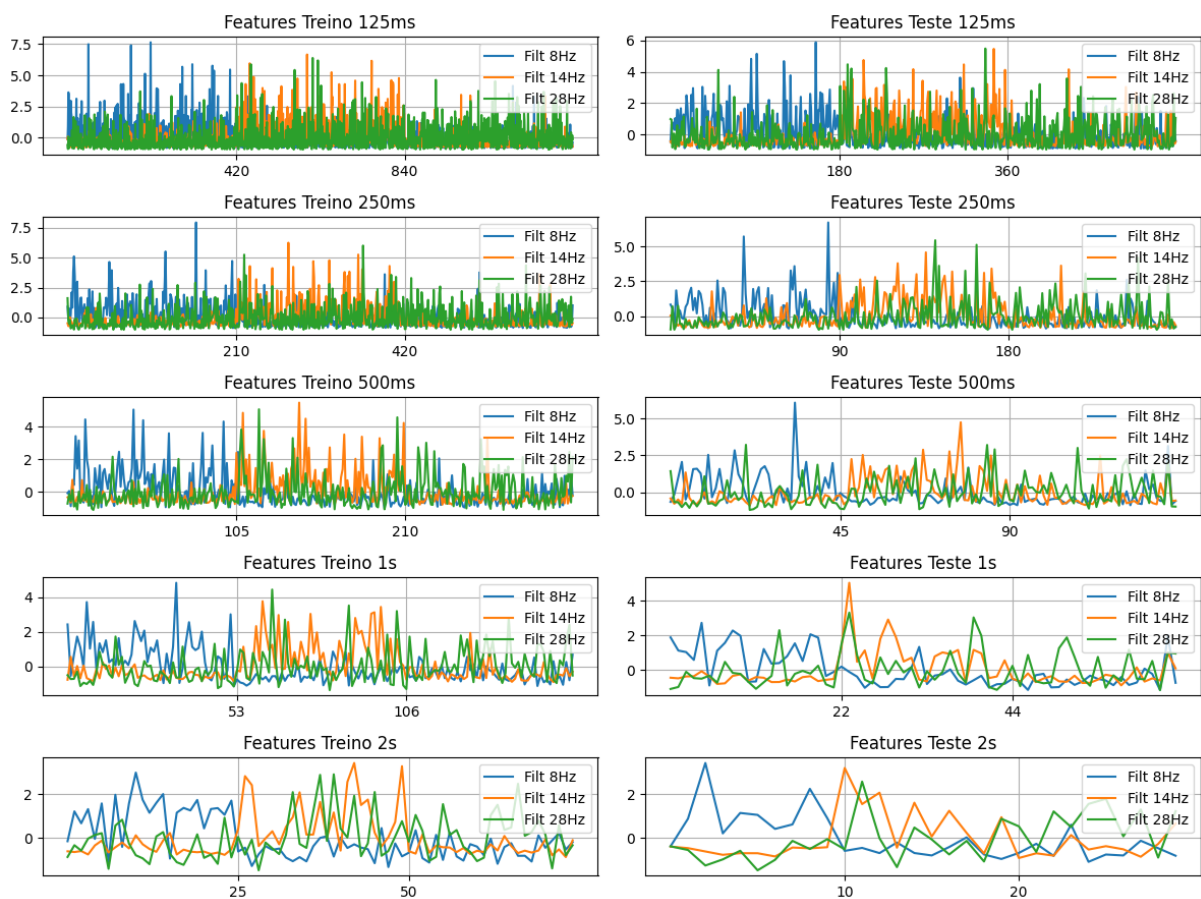 Features Treino 125ms
7.5
5.0
2.5
0.0
420
840
Filt 8Hz
Filt 14Hz
Filt 28Hz
Features Teste 125ms
6
4
2
0
180
360
Filt 8Hz
Filt 14Hz
Filt 28Hz
Features Treino 250ms
7.5
5.0
2.5
0.0
210
420
Filt 8Hz
Filt 14Hz
Filt 28Hz
Features Teste 250ms
5.0
2.5
0.0
90
180
Filt 8Hz
Filt 14Hz
Filt 28Hz
Features Treino 500ms
4
2
0
105
210
Filt 8Hz
Filt 14Hz
Filt 28Hz
Features Teste 500ms
5.0
2.5
0.0
45
90
Filt 8Hz
Filt 14Hz
Filt 28Hz
Features Treino 1s
4
2
0
53
106
Filt 8Hz
Filt 14Hz
Filt 28Hz
Features Teste 1s
4
2
0
22
44
Filt 8Hz
Filt 14Hz
Filt 28Hz
Features Treino 2s
2
0
25
50
Filt 8Hz
Filt 14Hz
Filt 28Hz
Features Teste 2s
2
0
10
20
Filt 8Hz
Filt 14Hz
Filt 28Hz